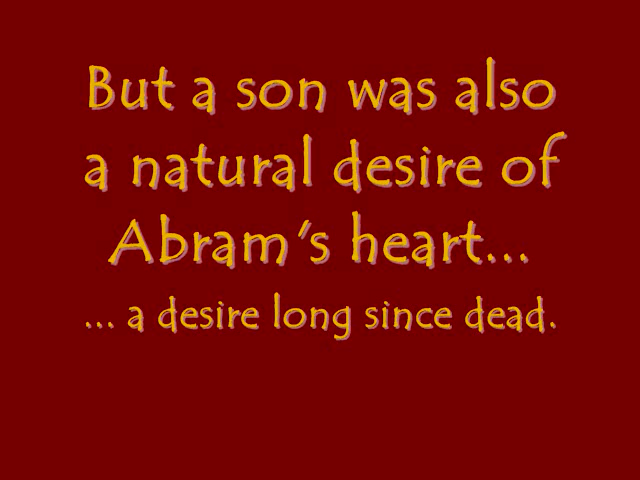 But a son was also
a natural desire of
Abram's heart...
... a desire long since dead.